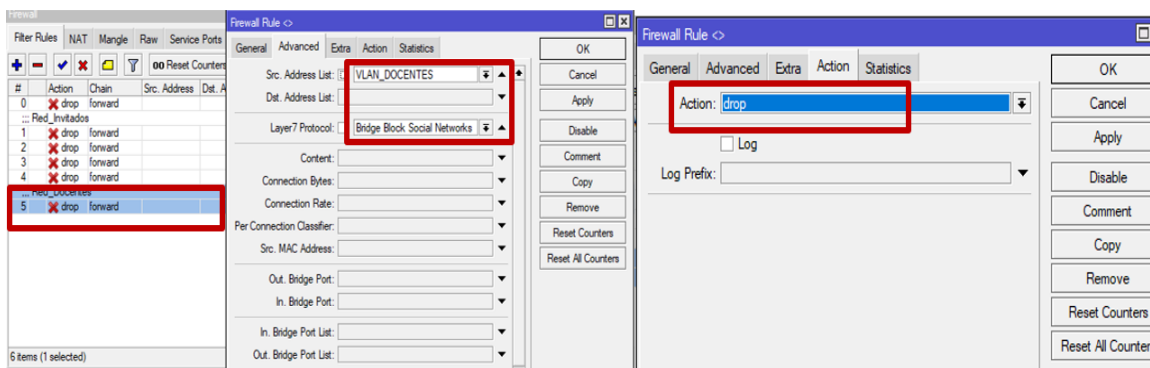 Firewall
Filter Rules NAT Mangle Raw Service Ports
00 Reset Counters
# Action Chain Src. Address Dst. A
0 drop forward
;;; Red_Invitados
1 drop forward
2 drop forward
3 drop forward
4 drop forward
;;; Red_Docentes
5 drop forward
6 items (1 selected)
Firewall Rule <>
General Advanced Extra Action Statistics
Src. Address List: VLAN_DOCENTES
Dst. Address List:
Layer7 Protocol: Bridge Block Social Networks
Content:
Connection Bytes:
Connection Rate:
Per Connection Classifier:
Src. MAC Address:
Out. Bridge Port:
In. Bridge Port:
In. Bridge Port List:
Out. Bridge Port List:
OK
Cancel
Apply
Disable
Comment
Copy
Remove
Reset Counters
Reset All Counters
Firewall Rule <>
General Advanced Extra Action Statistics
Action: drop
Log
Log Prefix:
OK
Cancel
Apply
Disable
Comment
Copy
Remove
Reset Counters
Reset All Counter